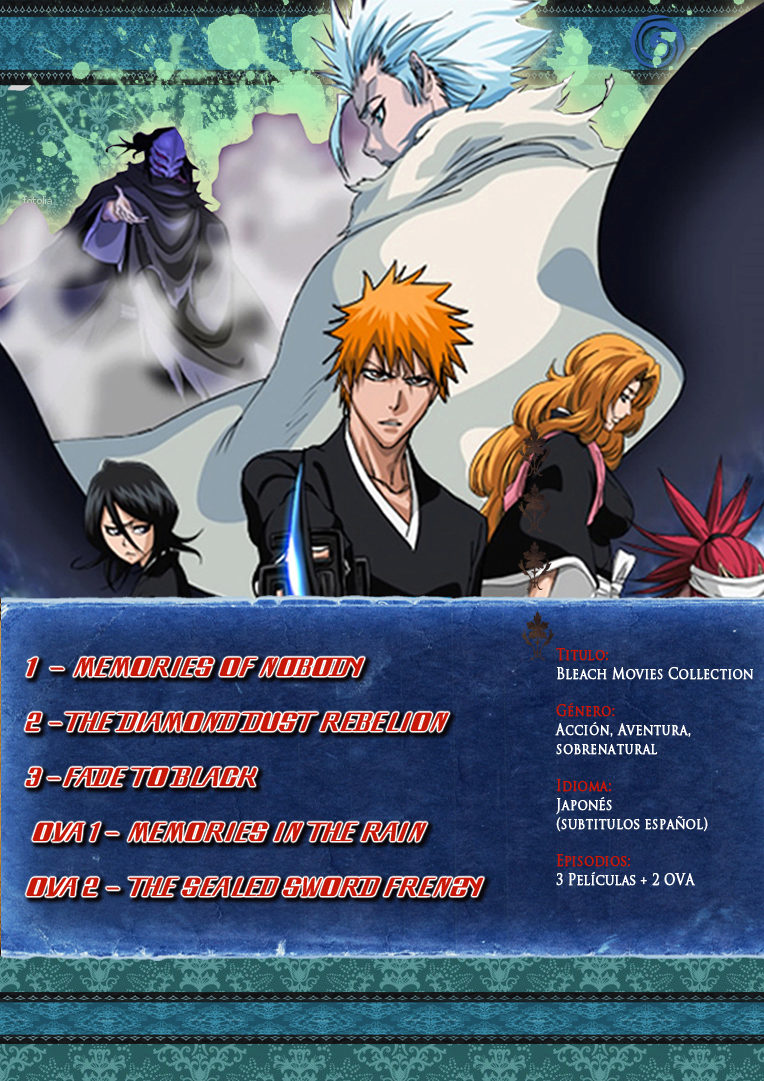 fotolia
1 - MEMORIES OF NOBODY
2 - THE DIAMOND DUST REBELION
3 - FADE TO BLACK
OVA 1 - MEMORIES IN THE RAIN
OVA 2 - THE SEALED SWORD FRENZY
Titulo:
Bleach Movies Collection
Género:
Acción, Aventura,
sobrenatural
Idioma:
Japonés
(subtitulos español)
Episodios:
3 Películas + 2 OVA